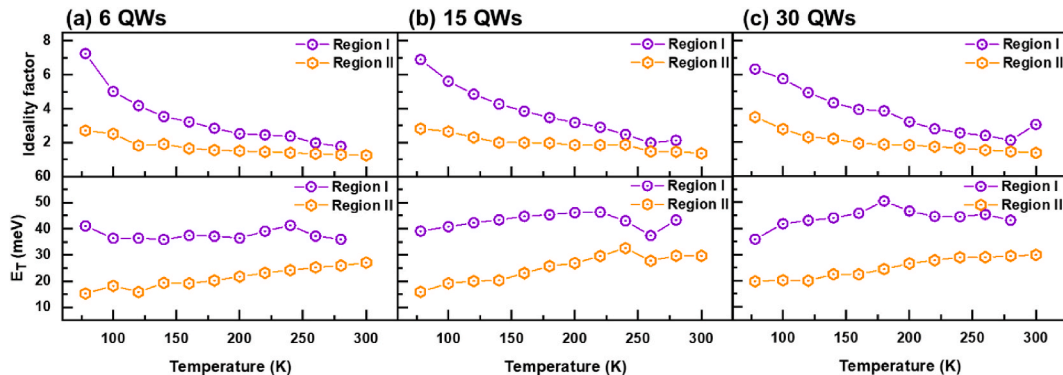 (a) 6 QWs
(b) 15 QWs
(c) 30 QWs
Ideality factor
8
6
4
2
Region I
Region II
Region I
Region II
Region I
Region II
E_T (meV)
60
50
40
30
20
10
Region I
Region II
Region I
Region II
Region I
Region II
100 150 200 250 300
100 150 200 250 300
100 150 200 250 300
Temperature (K)
Temperature (K)
Temperature (K)